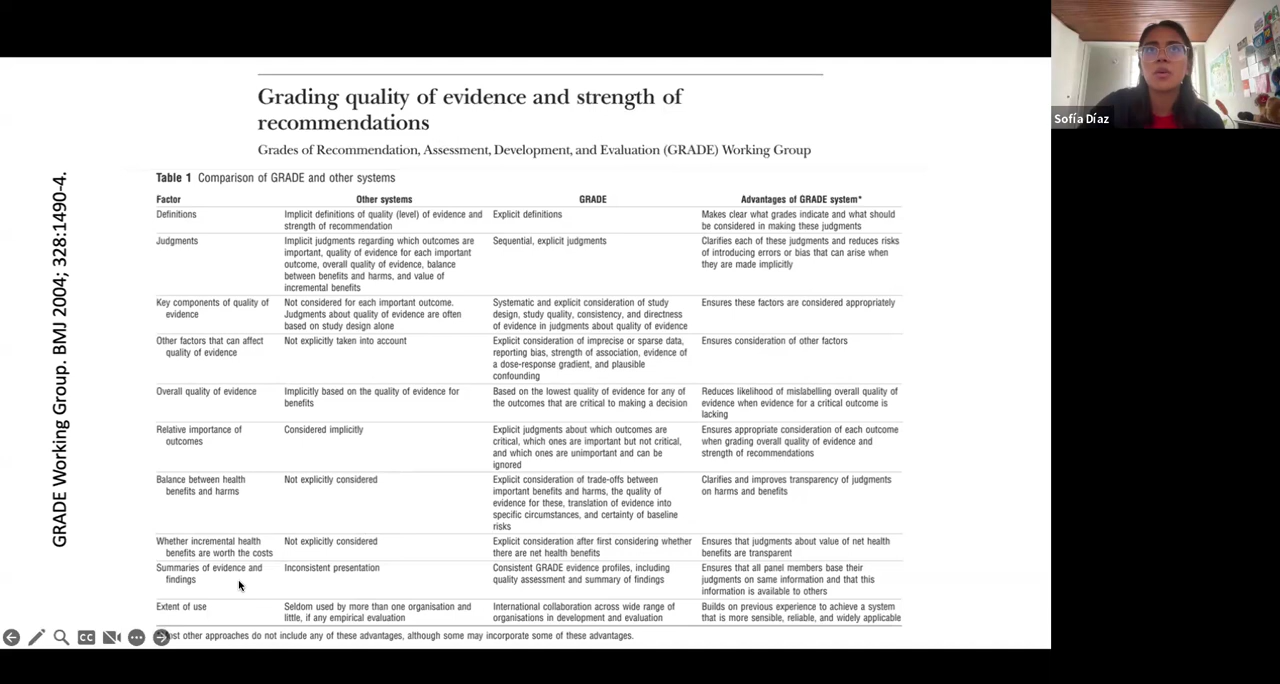 Grading quality of evidence and strength of
recommendations
Grades of Recommendation, Assessment, Development, and Evaluation (GRADE) Working Group
GRADE Working Group. BMJ 2004; 328:1490-4.
Table 1 Comparison of GRADE and other systems
Factor Other systems GRADE Advantages of GRADE system*
Definitions
Implicit definitions of quality (level) of evidence and
strength of recommendation
Explicit definitions
Makes clear what grades indicate and what should
be considered in making these judgments
Judgments
Implicit judgments regarding which outcomes are
important, quality of evidence for each important
outcome, overall quality of evidence, balance
between benefits and harms, and value of
incremental benefits
Sequential, explicit judgments
Clarifies each of these judgments and reduces risks
of introducing errors or bias that can arise when
they are made implicitly
Key components of quality of
evidence
Not considered for each important outcome.
Judgments about quality of evidence are often
based on study design alone
Systematic and explicit consideration of study
design, study quality, consistency, and directness
of evidence in judgments about quality of evidence
Ensures these factors are considered appropriately
Other factors that can affect
quality of evidence
Not explicitly taken into account
Explicit consideration of imprecise or sparse data,
reporting bias, strength of association, evidence of
a dose-response gradient, and plausible
confounding
Ensures consideration of other factors
Overall quality of evidence
Implicitly based on the quality of evidence for
benefits
Based on the lowest quality of evidence for any of
the outcomes that are critical to making a decision
Reduces likelihood of mislabelling overall quality of
evidence when evidence for a critical outcome is
lacking
Relative importance of
outcomes
Considered implicitly
Explicit judgments about which outcomes are
critical, which ones are important but not critical,
and which ones are unimportant and can be
ignored
Ensures appropriate consideration of each outcome
when grading overall quality of evidence and
strength of recommendations
Balance between health
benefits and harms
Not explicitly considered
Explicit consideration of trade-offs between
important benefits and harms, the quality of
evidence for these, translation of evidence into
specific circumstances, and certainty of baseline
risks
Clarifies and improves transparency of judgments
on harms and benefits
Whether incremental health
benefits are worth the costs
Not explicitly considered
Explicit consideration after first considering whether
there are net health benefits
Ensures that judgments about value of net health
benefits are transparent
Summaries of evidence and
findings
Inconsistent presentation
Consistent GRADE evidence profiles, including
quality assessment and summary of findings
Ensures that all panel members base their
judgments on same information and that this
information is available to others
Extent of use
Seldom used by more than one organisation and
little, if any empirical evaluation
International collaboration across wide range of
organisations in development and evaluation
Builds on previous experience to achieve a system
that is more sensible, reliable, and widely applicable
other approaches do not include any of these advantages, although some may incorporate some of these advantages.
CC
Sofía Díaz